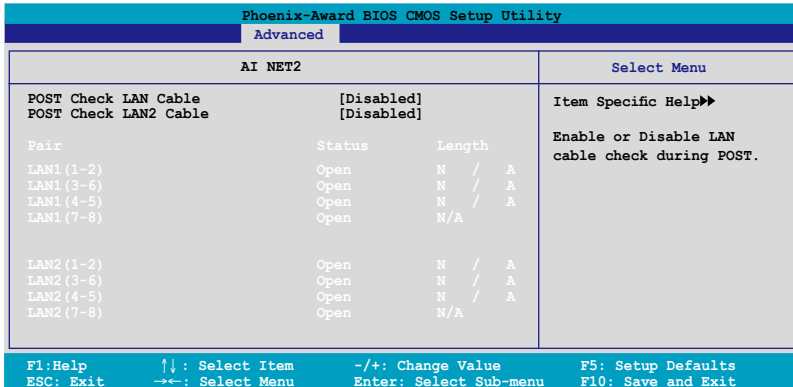 Phoenix-Award BIOS CMOS Setup Utility
Advanced
AI NET2
Select Menu
POST Check LAN Cable [Disabled]
POST Check LAN2 Cable [Disabled]
Pair Status Length
LAN1(1-2) Open N / A
LAN1(3-6) Open N / A
LAN1(4-5) Open N / A
LAN1(7-8) Open N/A
LAN2(1-2) Open N / A
LAN2(3-6) Open N / A
LAN2(4-5) Open N / A
LAN2(7-8) Open N/A
Item Specific Help▶▶
Enable or Disable LAN
cable check during POST.
F1:Help ↑↓: Select Item -/+: Change Value F5: Setup Defaults
ESC: Exit →←: Select Menu Enter: Select Sub-menu F10: Save and Exit